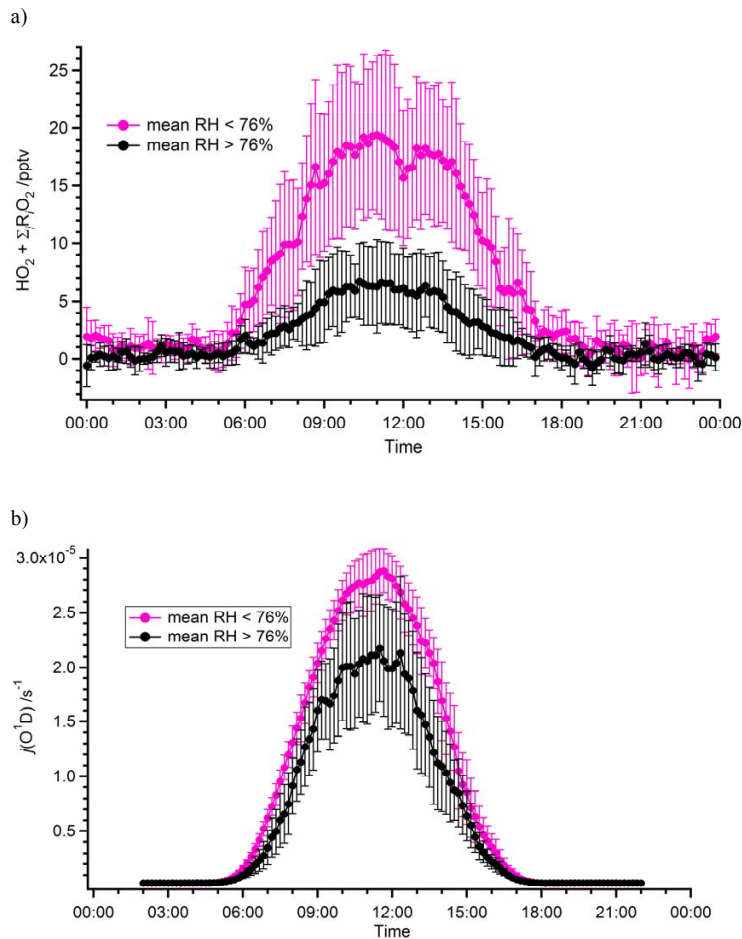 a)
25
20
15
10
5
0
HO₂ + ΣᵢRᵢO₂ /pptv
mean RH < 76%
mean RH > 76%
00:00 03:00 06:00 09:00 12:00 15:00 18:00 21:00 00:00
Time
b)
3.0x10⁻⁵
2.5
2.0
1.5
1.0
0.5
j(O¹D) /s⁻¹
mean RH < 76%
mean RH > 76%
00:00 03:00 06:00 09:00 12:00 15:00 18:00 21:00 00:00
Time